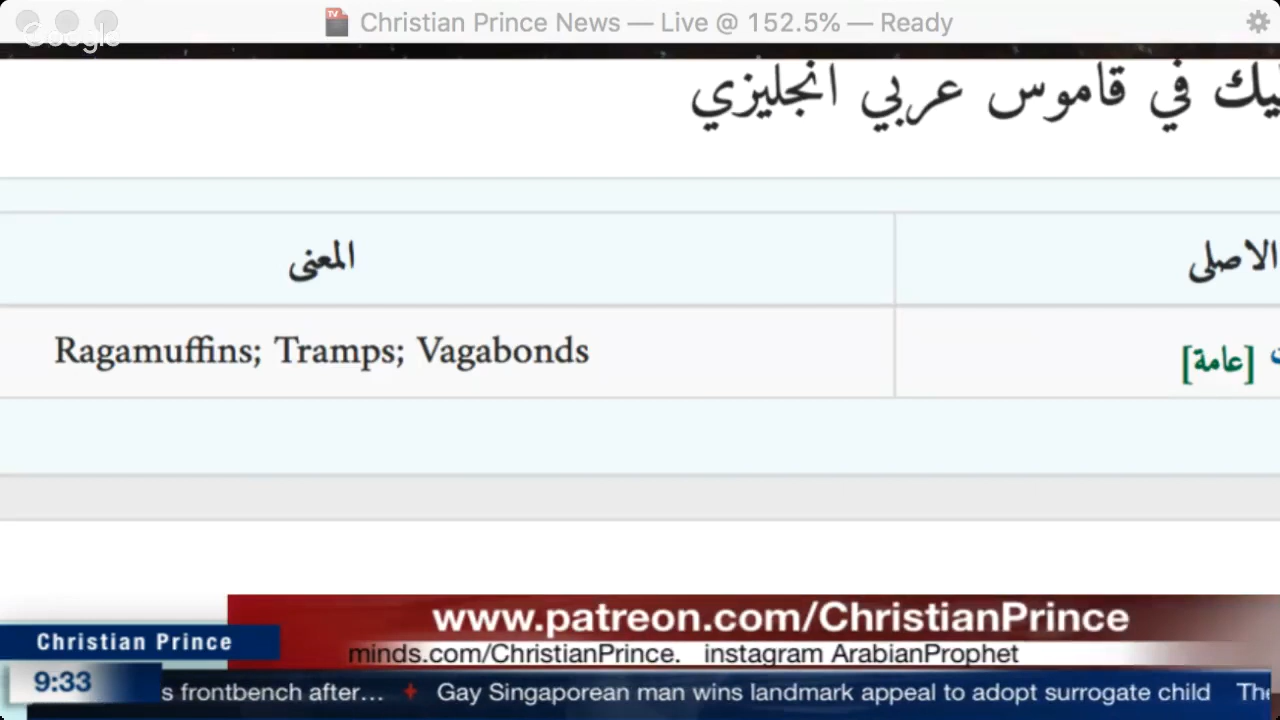 Christian Prince News — Live @ 152.5% — Ready
Google
في قاموس عربي انجليزي
المعنى
الاصلى
Ragamuffins; Tramps; Vagabonds
[عامة]
www.patreon.com/ChristianPrince
Christian Prince
minds.com/ChristianPrince. instagram ArabianProphet
9:33
s frontbench after... + Gay Singaporean man wins landmark appeal to adopt surrogate child